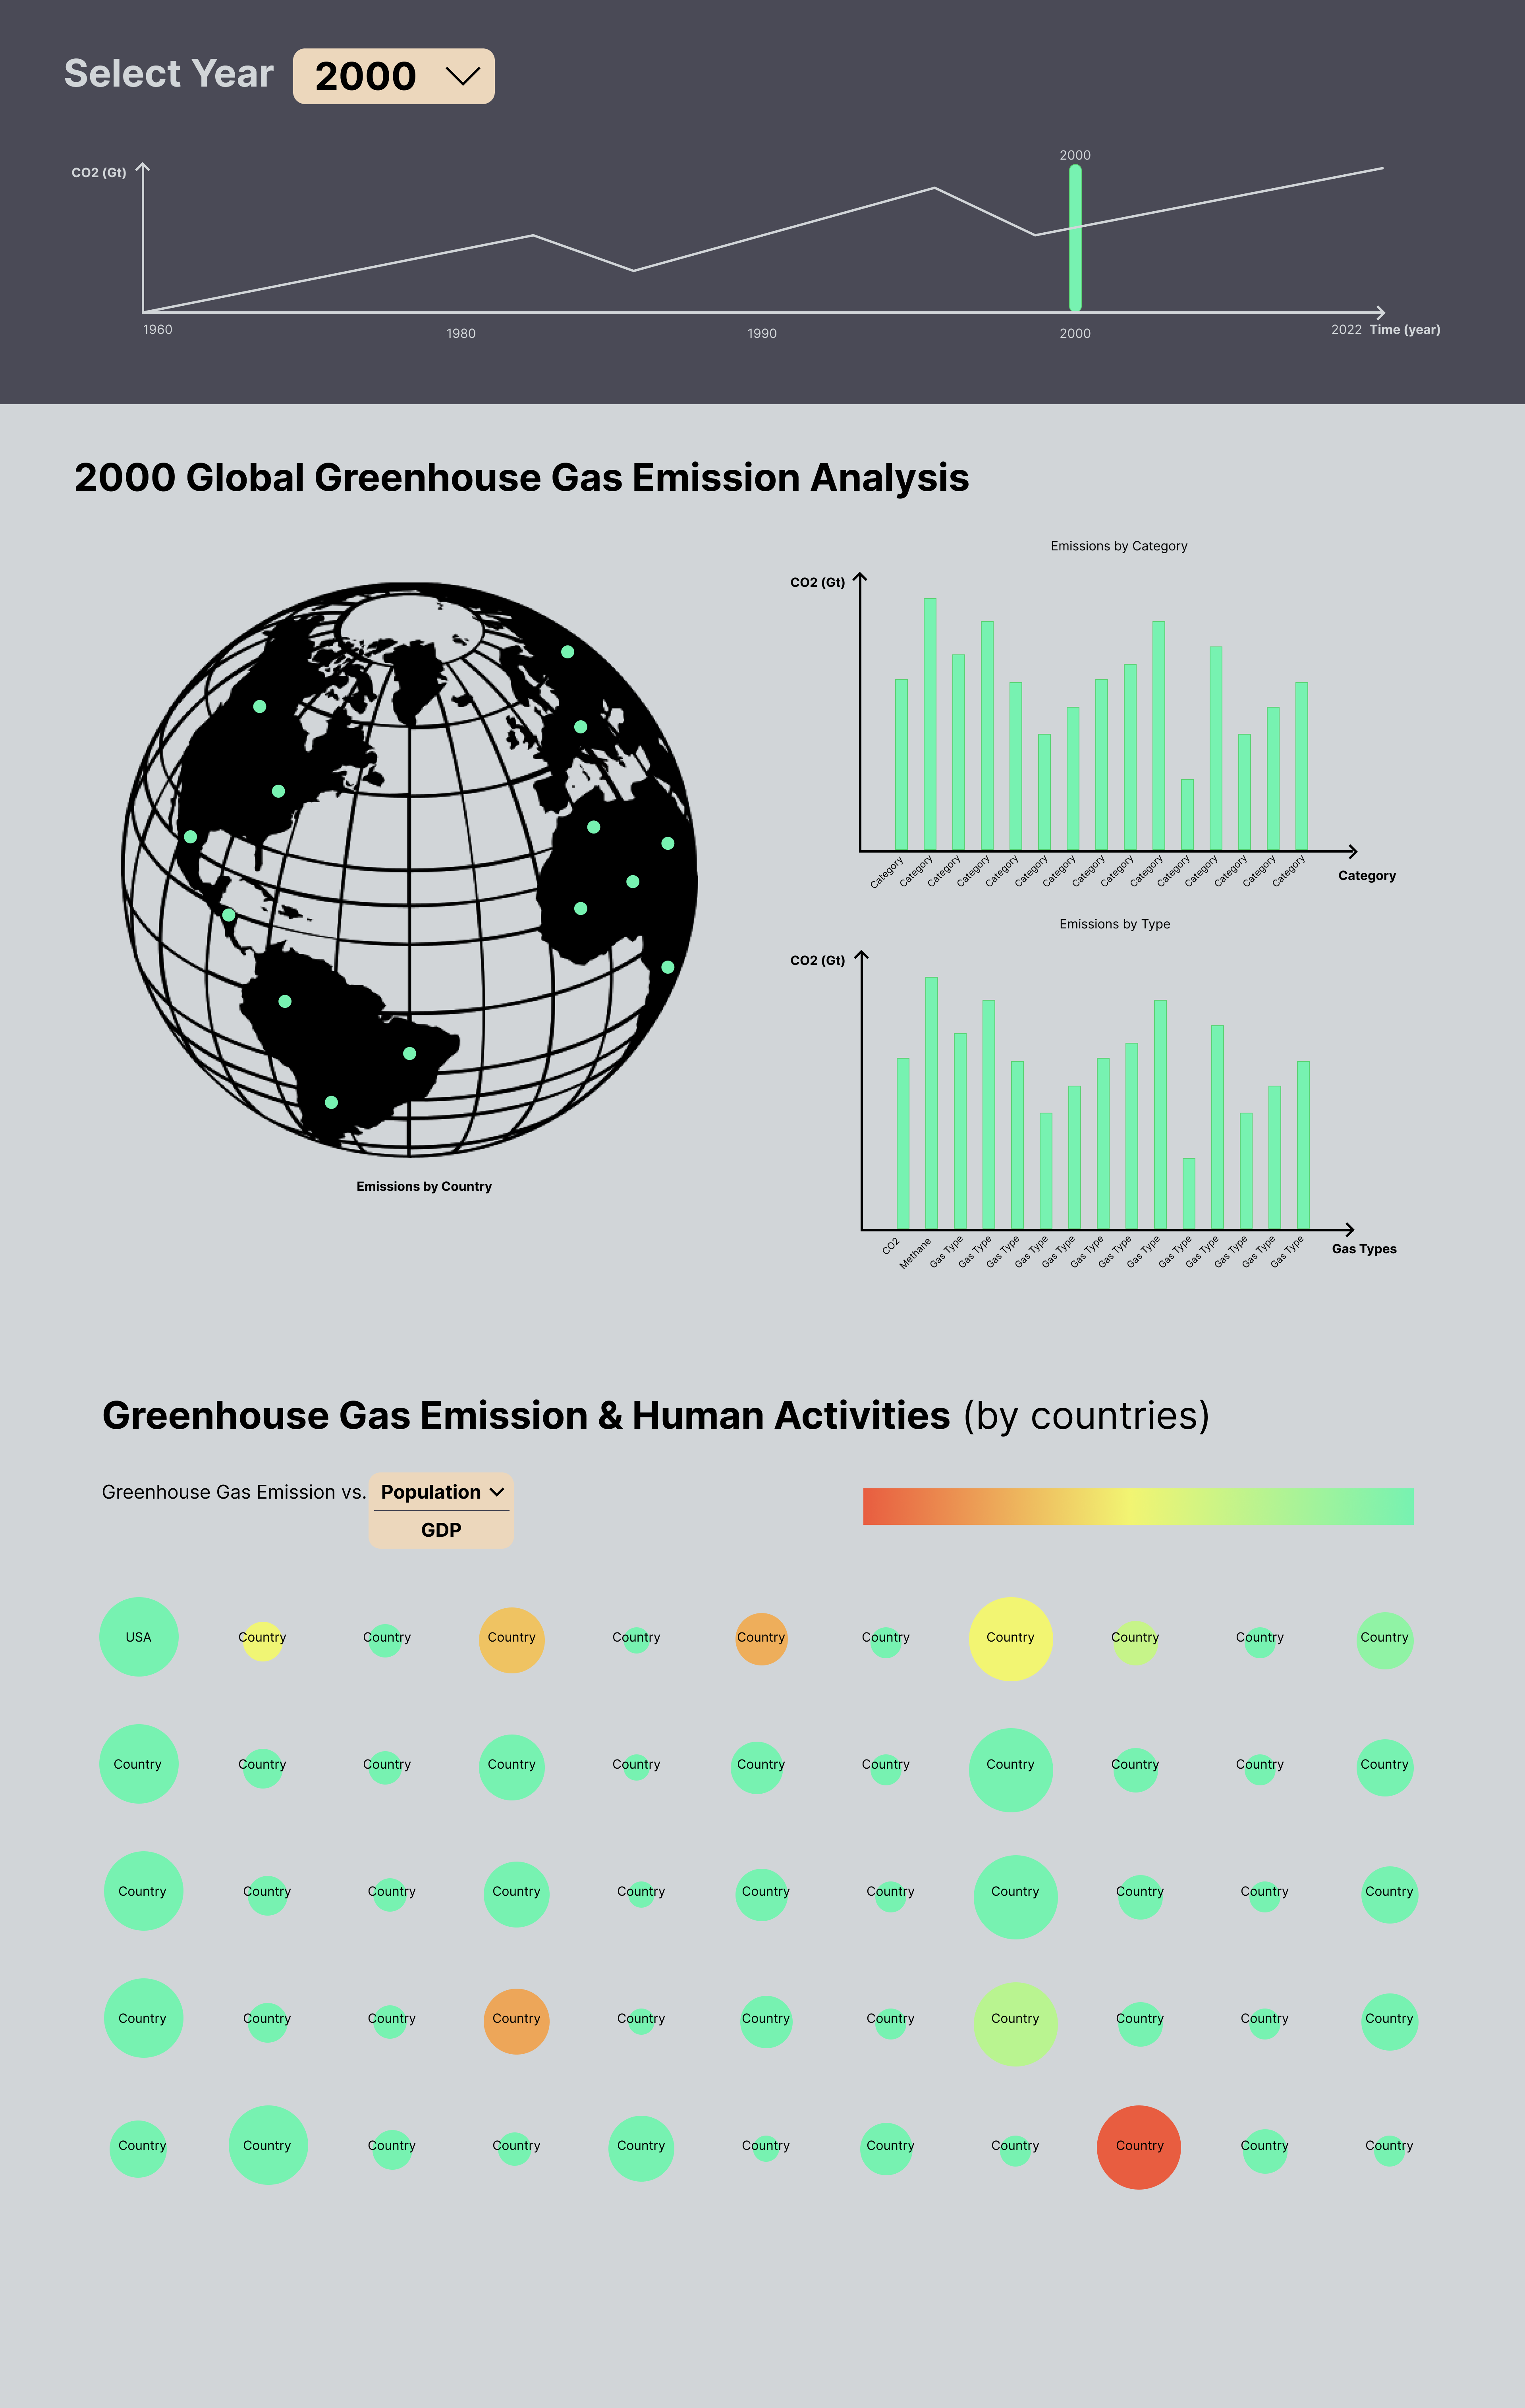 Select Year 2000
2000
CO2 (Gt)
1960 1980 1990 2000 2022 Time (year)
2000 Global Greenhouse Gas Emission Analysis
Emissions by Category
CO2 (Gt)
Category Category Category Category Category Category Category Category Category Category Category Category Category Category Category
Category
Emissions by Type
CO2 (Gt)
CO2 Methane Gas Type Gas Type Gas Type Gas Type Gas Type Gas Type Gas Type Gas Type Gas Type Gas Type Gas Type Gas Type Gas Type
Gas Types
Emissions by Country
Greenhouse Gas Emission & Human Activities (by countries)
Greenhouse Gas Emission vs. Population
GDP
USA Country Country Country Country Country Country Country Country Country Country
Country Country Country Country Country Country Country Country Country Country Country
Country Country Country Country Country Country Country Country Country Country Country
Country Country Country Country Country Country Country Country Country Country Country
Country Country Country Country Country Country Country Country Country Country Country